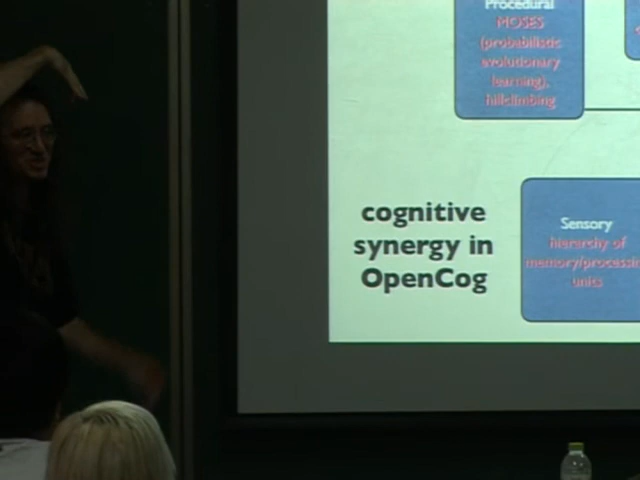 Procedural
MOSES
(probabilistic
evolutionary
learning),
hillclimbing
cognitive
synergy in
OpenCog
Sensory
hierarchy of
memory/processing
units